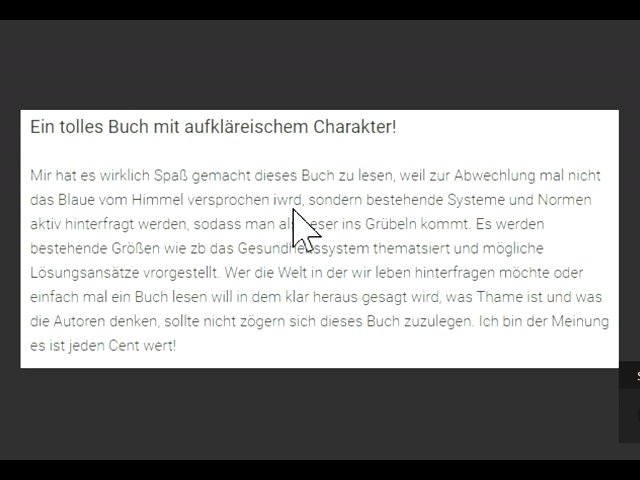 Ein tolles Buch mit aufkläreischem Charakter!
Mir hat es wirklich Spaß gemacht dieses Buch zu lesen, weil zur Abwechlung mal nicht
das Blaue vom Himmel versprochen iwrd, sondern bestehende Systeme und Normen
aktiv hinterfragt werden, sodass man als Leser ins Grübeln kommt. Es werden
bestehende Größen wie zb das Gesundheitssystem thematsiert und mögliche
Lösungsansätze vrorgestellt. Wer die Welt in der wir leben hinterfragen möchte oder
einfach mal ein Buch lesen will in dem klar heraus gesagt wird, was Thame ist und was
die Autoren denken, sollte nicht zögern sich dieses Buch zuzulegen. Ich bin der Meinung
es ist jeden Cent wert!